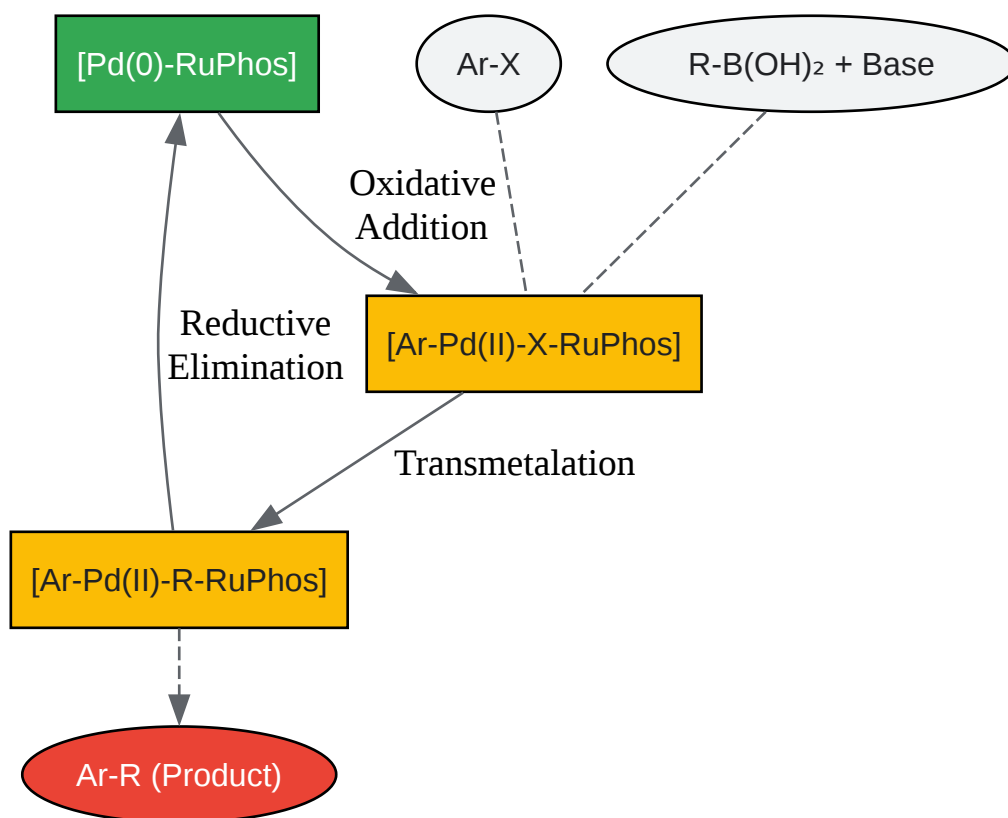 [Pd(0)-RuPhos]
Ar-X
R-B(OH)₂ + Base
Oxidative
Addition
Reductive
Elimination
[Ar-Pd(II)-X-RuPhos]
Transmetalation
[Ar-Pd(II)-R-RuPhos]
Ar-R (Product)